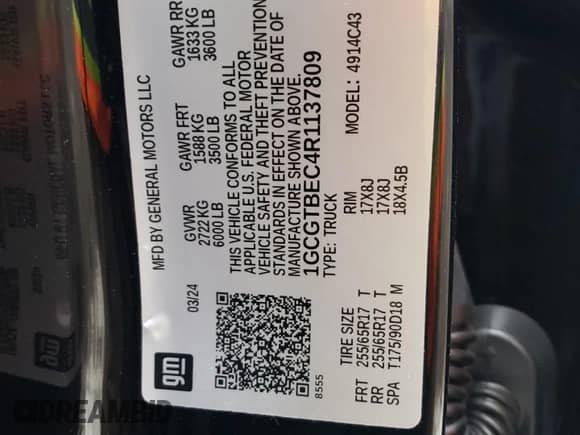 gm
MFD BY GENERAL MOTORS LLC
03/24
GVWR GAWR FRT GAWR RR
2722 KG 1588 KG 1633 KG
6000 LB 3500 LB 3600 LB
THIS VEHICLE CONFORMS TO ALL
APPLICABLE U.S. FEDERAL MOTOR
VEHICLE SAFETY AND THEFT PREVENTION
STANDARDS IN EFFECT ON THE DATE OF
MANUFACTURE SHOWN ABOVE.
1GCGTBEC4R1137809
TYPE: TRUCK MODEL: 4914C43
8555
TIRE SIZE RIM
FRT 255/65R17 T 17X8J
RR 255/65R17 T 17X8J
SPA T175/90D18 M 18X4.5B
DREAMBID